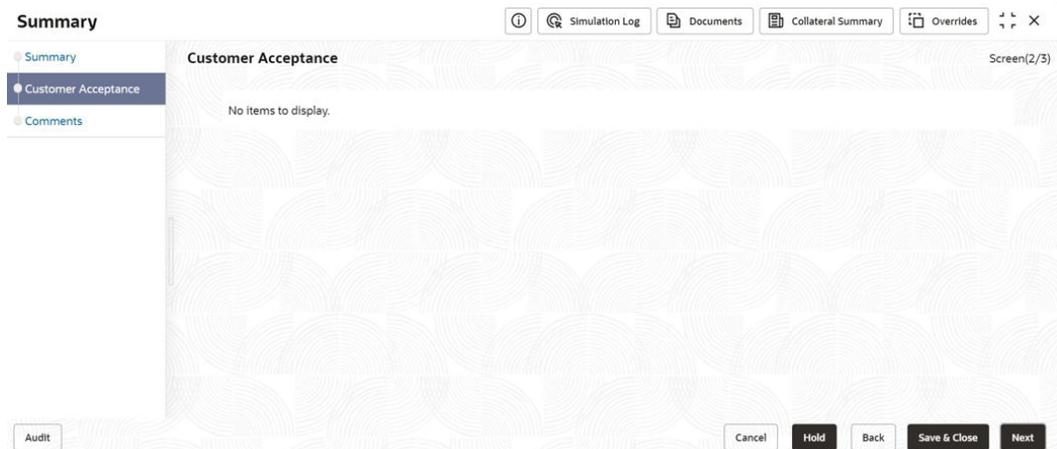 Summary
Simulation Log
Documents
Collateral Summary
Overrides
Summary
Customer Acceptance
Comments
Customer Acceptance
Screen(2/3)
No items to display.
Audit
Cancel
Hold
Back
Save & Close
Next